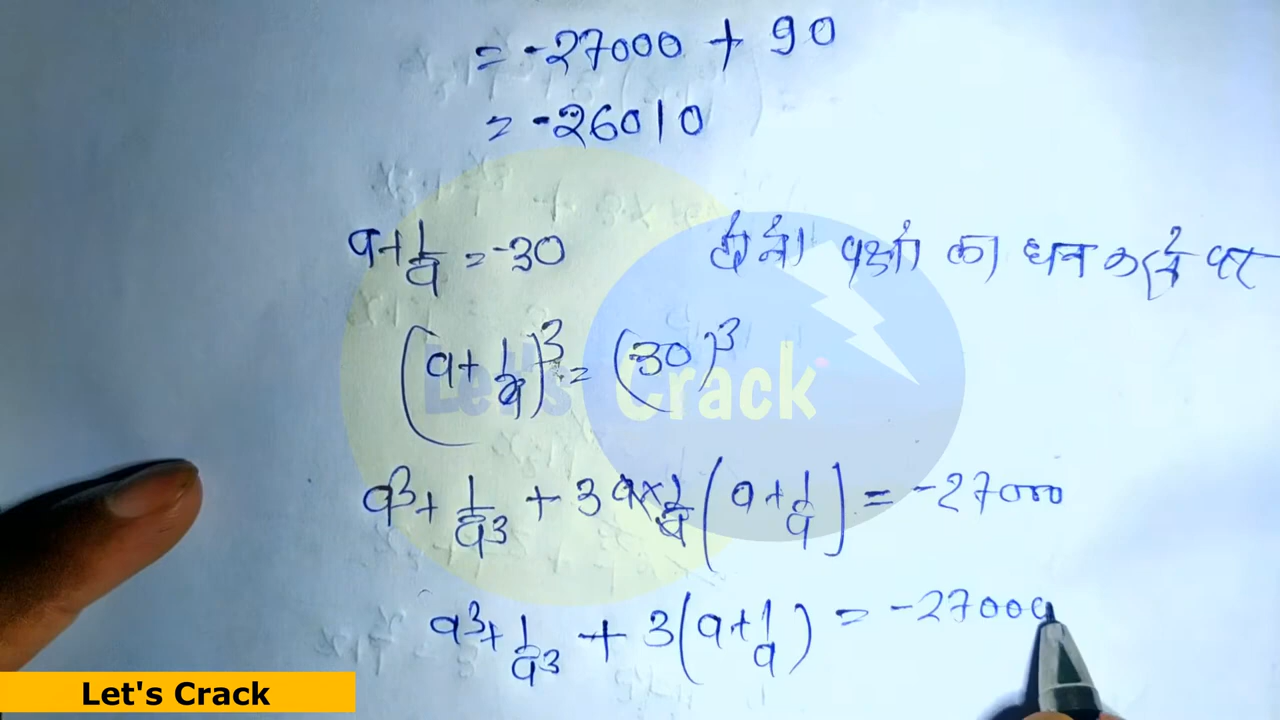 = -27000 + 90
= -26010
a + 1/a = -30 दोनों पक्षों का घन करने पर
(a + 1/a)³ = (-30)³
Let's Crack
a³ + 1/a³ + 3 a × 1/a (a + 1/a) = -27000
a³ + 1/a³ + 3(a + 1/a) = -27000
Let's Crack